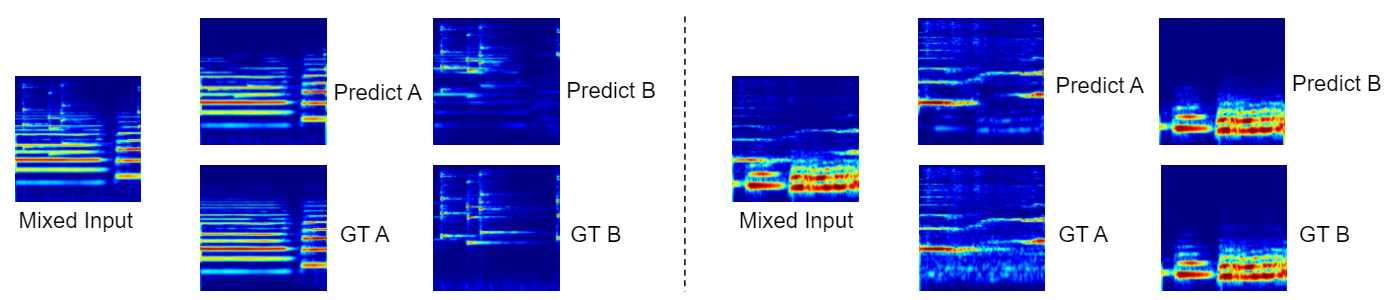 Mixed Input
Predict A
GT A
Predict B
GT B
Mixed Input
Predict A
GT A
Predict B
GT B